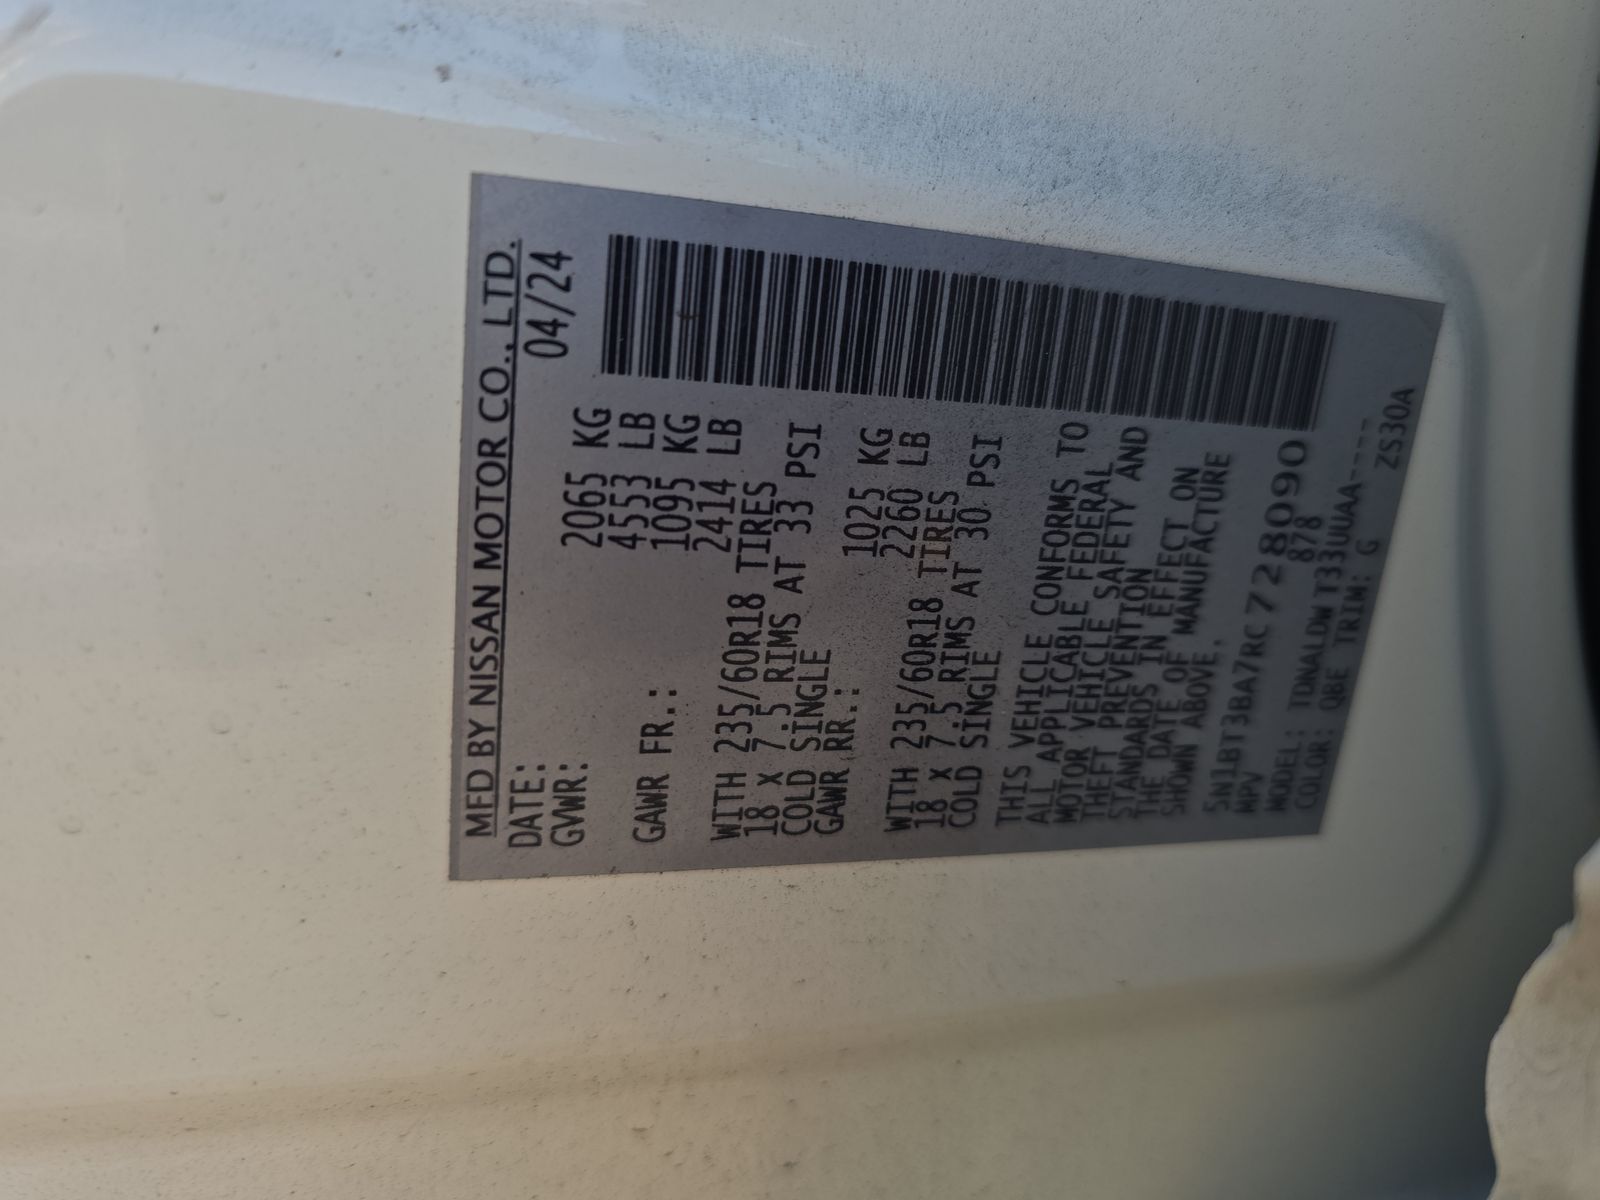 MFD BY NISSAN MOTOR CO., LTD.
DATE: 04/24
GVWR: 2065 KG
4553 LB
GAWR FR.: 1095 KG
2414 LB
WITH 235/60R18 TIRES
18 X 7.5 RIMS AT 33 PSI
COLD SINGLE
GAWR RR.: 1025 KG
2260 LB
WITH 235/60R18 TIRES
18 X 7.5 RIMS AT 30 PSI
COLD SINGLE
THIS VEHICLE CONFORMS TO
ALL APPLICABLE FEDERAL
MOTOR VEHICLE SAFETY AND
THEFT PREVENTION
STANDARDS IN EFFECT ON
THE DATE OF MANUFACTURE
SHOWN ABOVE.
5N1BT3BA7RC728090
MPV 878
MODEL: TDNALDWT33UUAA----
COLOR: QBE TRIM: G ZS30A